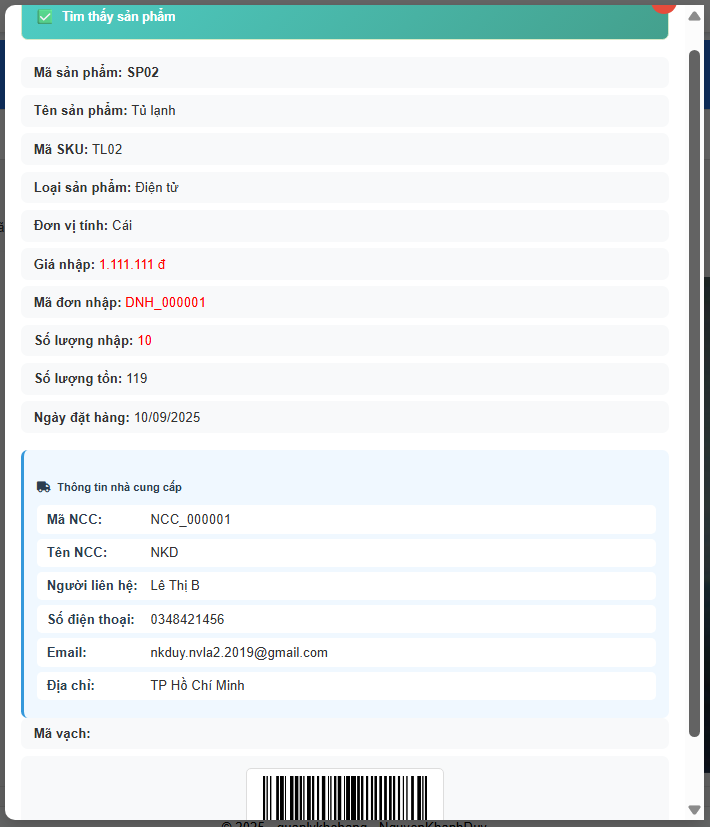 Tìm thấy sản phẩm
Mã sản phẩm: SP02
Tên sản phẩm: Tủ lạnh
Mã SKU: TL02
Loại sản phẩm: Điện tử
Đơn vị tính: Cái
Giá nhập: 1.111.111 đ
Mã đơn nhập: DNH_000001
Số lượng nhập: 10
Số lượng tồn: 119
Ngày đặt hàng: 10/09/2025
Thông tin nhà cung cấp
Mã NCC: NCC_000001
Tên NCC: NKD
Người liên hệ: Lê Thị B
Số điện thoại: 0348421456
Email: nkduy.nvla2.2019@gmail.com
Địa chỉ: TP Hồ Chí Minh
Mã vạch:
© 2025 - quanlykhohang - NguyenKhanhDuy